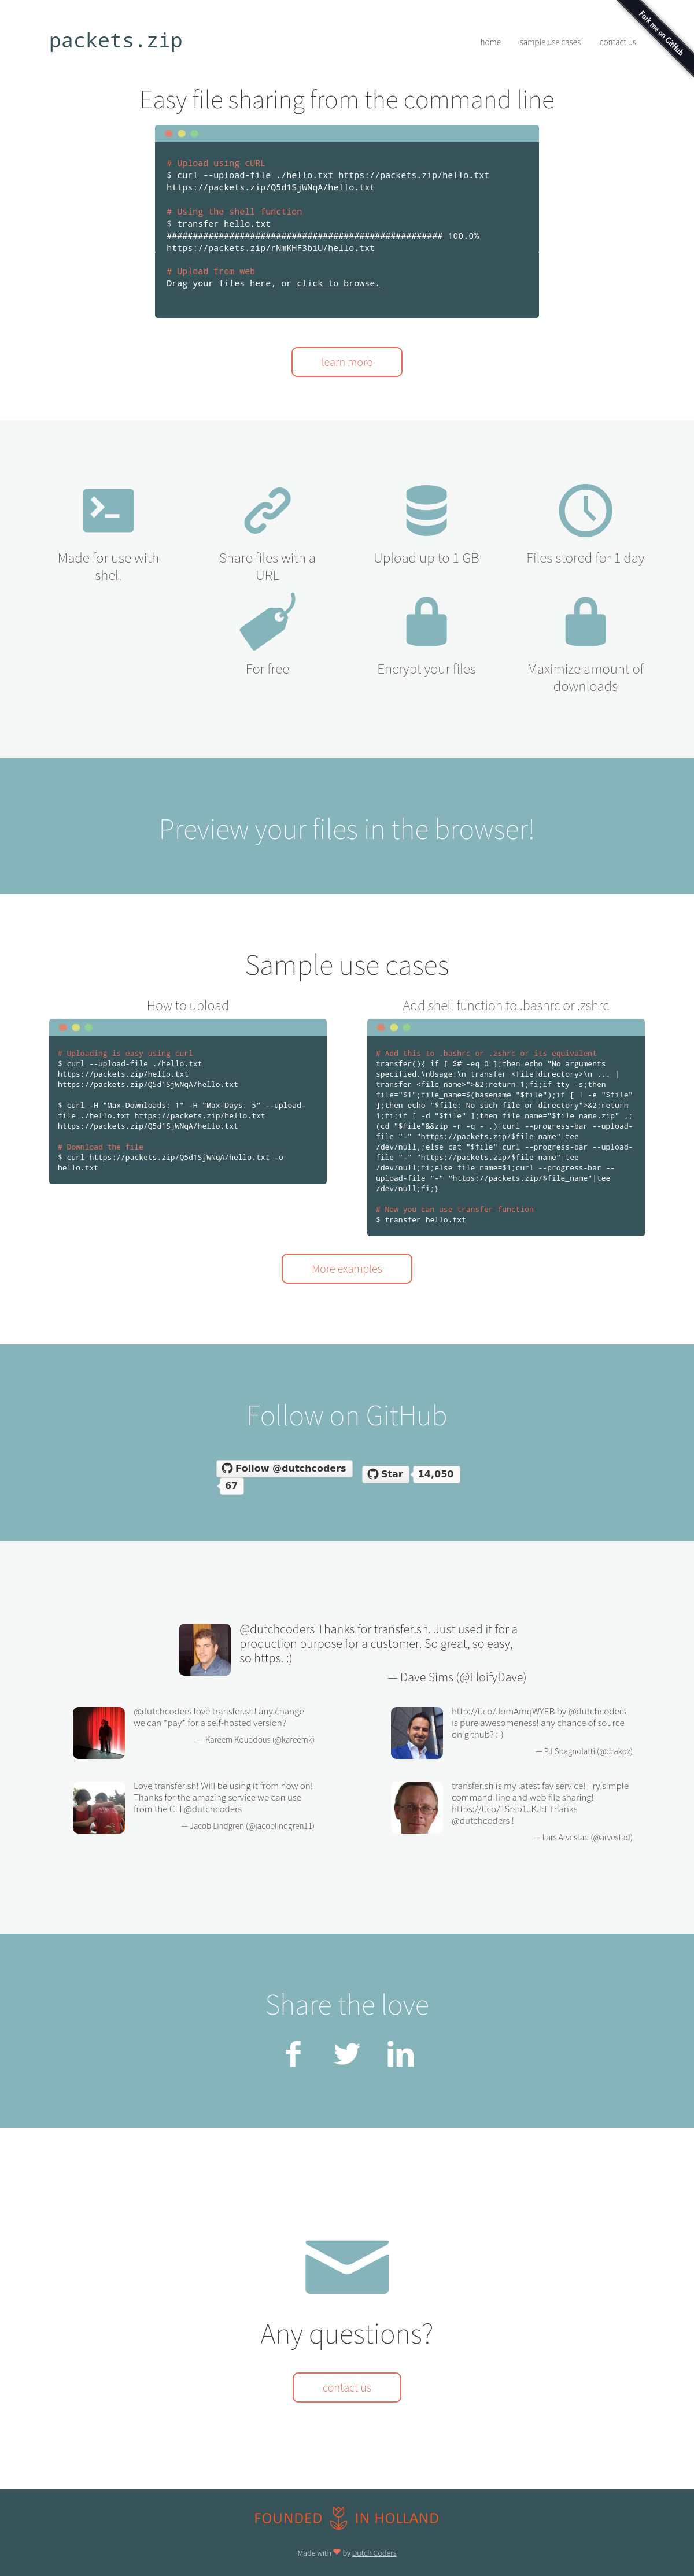 packets.zip
home
sample use cases
contact us
Fork me on GitHub
Easy file sharing from the command line
# Upload using cURL
$ curl --upload-file ./hello.txt https://packets.zip/hello.txt
https://packets.zip/Q5d1SjWNqA/hello.txt
# Using the shell function
$ transfer hello.txt
##################################################### 100.0%
https://packets.zip/rNmKHF3biU/hello.txt
# Upload from web
Drag your files here, or click to browse.
learn more
Made for use with
shell
Share files with a
URL
Upload up to 1 GB
Files stored for 1 day
For free
Encrypt your files
Maximize amount of
downloads
Preview your files in the browser!
Sample use cases
How to upload
# Uploading is easy using curl
$ curl --upload-file ./hello.txt
https://packets.zip/hello.txt
https://packets.zip/Q5d1SjWNqA/hello.txt
$ curl -H "Max-Downloads: 1" -H "Max-Days: 5" --upload-
file ./hello.txt https://packets.zip/hello.txt
https://packets.zip/Q5d1SjWNqA/hello.txt
# Download the file
$ curl https://packets.zip/Q5d1SjWNqA/hello.txt -o
hello.txt
Add shell function to .bashrc or .zshrc
# Add this to .bashrc or .zshrc or its equivalent
transfer(){ if [ $# -eq 0 ];then echo "No arguments
specified.\nUsage:\n transfer <file|directory>\n ... |
transfer <file_name>">&2;return 1;fi;if tty -s;then
file="$1";file_name=$(basename "$file");if [ ! -e "$file"
];then echo "$file: No such file or directory">&2;return
1;fi;if [ -d "$file" ];then file_name="$file_name.zip" ,;
(cd "$file"&&zip -r -q - .)|curl --progress-bar --upload-
file "-" "https://packets.zip/$file_name"|tee
/dev/null,;else cat "$file"|curl --progress-bar --upload-
file "-" "https://packets.zip/$file_name"|tee
/dev/null;fi;else file_name=$1;curl --progress-bar --
upload-file "-" "https://packets.zip/$file_name"|tee
/dev/null;fi;}
# Now you can use transfer function
$ transfer hello.txt
More examples
Follow on GitHub
Follow @dutchcoders
67
Star
14,050
@dutchcoders Thanks for transfer.sh. Just used it for a
production purpose for a customer. So great, so easy,
so https. :)
— Dave Sims (@FloifyDave)
@dutchcoders love transfer.sh! any change
we can *pay* for a self-hosted version?
— Kareem Kouddous (@kareemk)
http://t.co/JomAmqWYEB by @dutchcoders
is pure awesomeness! any chance of source
on github? :-)
— PJ Spagnolatti (@drakpz)
Love transfer.sh! Will be using it from now on!
Thanks for the amazing service we can use
from the CLI @dutchcoders
— Jacob Lindgren (@jacoblindgren11)
transfer.sh is my latest fav service! Try simple
command-line and web file sharing!
https://t.co/FSrsb1JKJd Thanks
@dutchcoders !
— Lars Arvestad (@arvestad)
Share the love
Any questions?
contact us
FOUNDED IN HOLLAND
Made with ❤ by Dutch Coders